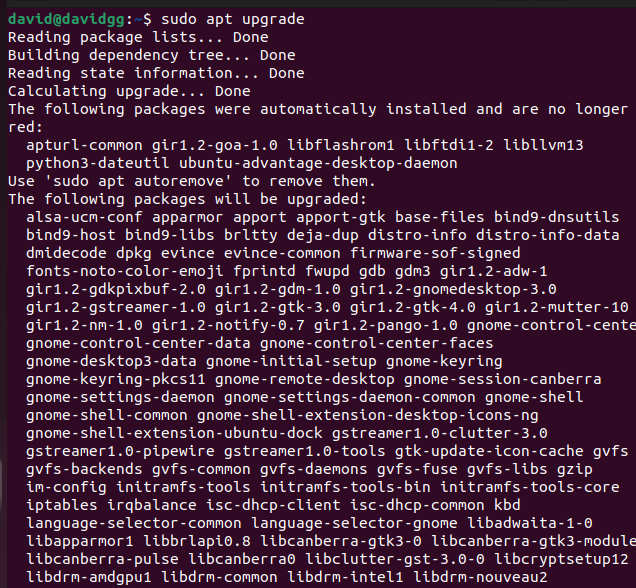 david@davidgg:~$ sudo apt upgrade
Reading package lists... Done
Building dependency tree... Done
Reading state information... Done
Calculating upgrade... Done
The following packages were automatically installed and are no longer
red:
  apturl-common gir1.2-goa-1.0 libflashrom1 libftdi1-2 libllvm13
  python3-dateutil ubuntu-advantage-desktop-daemon
Use 'sudo apt autoremove' to remove them.
The following packages will be upgraded:
  alsa-ucm-conf apparmor apport apport-gtk base-files bind9-dnsutils
  bind9-host bind9-libs brltty deja-dup distro-info distro-info-data
  dmidecode dpkg evince evince-common firmware-sof-signed
  fonts-noto-color-emoji fprintd fwupd gdb gdm3 gir1.2-adw-1
  gir1.2-gdkpixbuf-2.0 gir1.2-gdm-1.0 gir1.2-gnomedesktop-3.0
  gir1.2-gstreamer-1.0 gir1.2-gtk-3.0 gir1.2-gtk-4.0 gir1.2-mutter-10
  gir1.2-nm-1.0 gir1.2-notify-0.7 gir1.2-pango-1.0 gnome-control-cente
  gnome-control-center-data gnome-control-center-faces
  gnome-desktop3-data gnome-initial-setup gnome-keyring
  gnome-keyring-pkcs11 gnome-remote-desktop gnome-session-canberra
  gnome-settings-daemon gnome-settings-daemon-common gnome-shell
  gnome-shell-common gnome-shell-extension-desktop-icons-ng
  gnome-shell-extension-ubuntu-dock gstreamer1.0-clutter-3.0
  gstreamer1.0-pipewire gstreamer1.0-tools gtk-update-icon-cache gvfs
  gvfs-backends gvfs-common gvfs-daemons gvfs-fuse gvfs-libs gzip
  im-config initramfs-tools initramfs-tools-bin initramfs-tools-core
  iptables irqbalance isc-dhcp-client isc-dhcp-common kbd
  language-selector-common language-selector-gnome libadwaita-1-0
  libapparmor1 libbrlapi0.8 libcanberra-gtk3-0 libcanberra-gtk3-module
  libcanberra-pulse libcanberra0 libclutter-gst-3.0-0 libcryptsetup12
  libdrm-amdgpu1 libdrm-common libdrm-intel1 libdrm-nouveau2